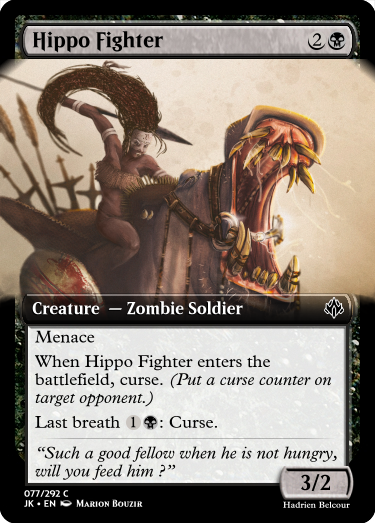 Hippo Fighter 2
Creature — Zombie Soldier
Menace
When Hippo Fighter enters the
battlefield, curse. (Put a curse counter on
target opponent.)
Last breath 1 : Curse.
“Such a good fellow when he is not hungry,
will you feed him ?”
3/2
077/292 C
JK • EN Marion Bouzir
Hadrien Belcour